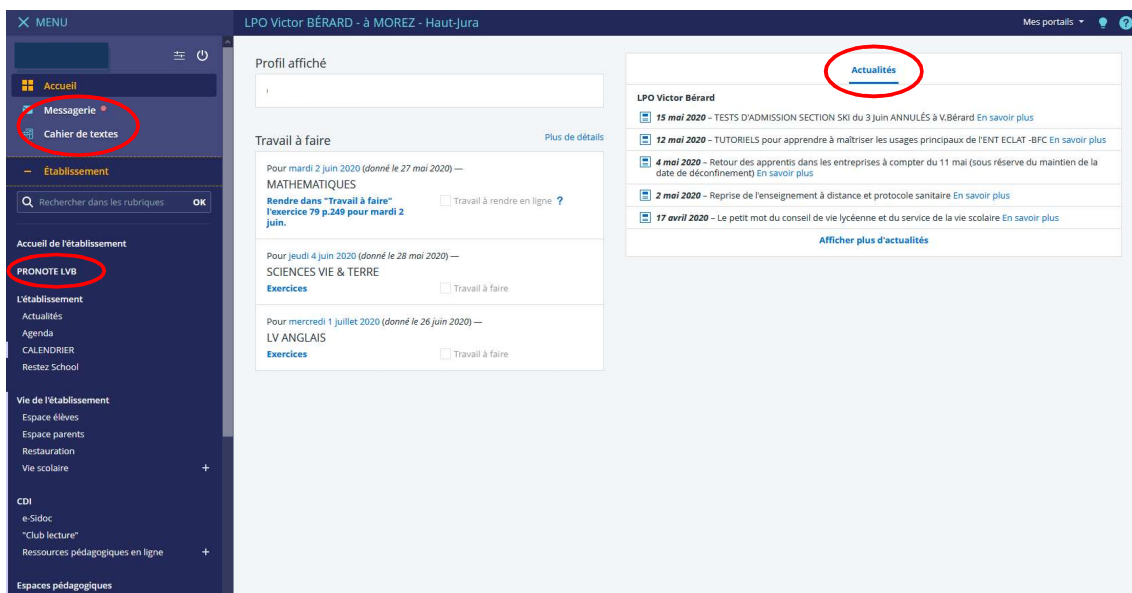 MENU
LPO Victor BÉRARD - à MOREZ - Haut-Jura
Mes portails
?
Accueil
Messagerie
Cahier de textes
Établissement
Rechercher dans les rubriques OK
Accueil de l'établissement
PRONOTE LVB
L'établissement
Actualités
Agenda
CALENDRIER
Restez School
Vie de l'établissement
Espace élèves
Espace parents
Restauration
Vie scolaire +
CDI
e-Sidoc
"Club lecture"
Ressources pédagogiques en ligne +
Espaces pédagogiques
Profil affiché
Travail à faire
Plus de détails
Pour mardi 2 juin 2020 (donné le 27 mai 2020) —
MATHEMATIQUES
Rendre dans "Travail à faire"
l'exercice 79 p.249 pour mardi 2
juin.
Travail à rendre en ligne ?
Pour jeudi 4 juin 2020 (donné le 28 mai 2020) —
SCIENCES VIE & TERRE
Exercices
Travail à faire
Pour mercredi 1 juillet 2020 (donné le 26 juin 2020) —
LV ANGLAIS
Exercices
Travail à faire
Actualités
LPO Victor Bérard
15 mai 2020 – TESTS D'ADMISSION SECTION SKI du 3 Juin ANNULÉS à V.Bérard En savoir plus
12 mai 2020 – TUTORIELS pour apprendre à maîtriser les usages principaux de l'ENT ECLAT -BFC En savoir plus
4 mai 2020 – Retour des apprentis dans les entreprises à compter du 11 mai (sous réserve du maintien de la
date de déconfinement) En savoir plus
2 mai 2020 – Reprise de l'enseignement à distance et protocole sanitaire En savoir plus
17 avril 2020 – Le petit mot du conseil de vie lycéenne et du service de la vie scolaire En savoir plus
Afficher plus d'actualités